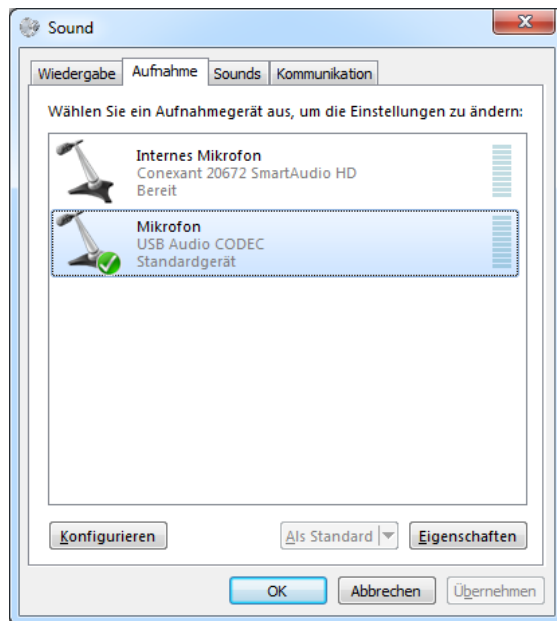 Sound
Wiedergabe Aufnahme Sounds Kommunikation
Wählen Sie ein Aufnahmegerät aus, um die Einstellungen zu ändern:
Internes Mikrofon
Conexant 20672 SmartAudio HD
Bereit
Mikrofon
USB Audio CODEC
Standardgerät
Konfigurieren Als Standard Eigenschaften
OK Abbrechen Übernehmen